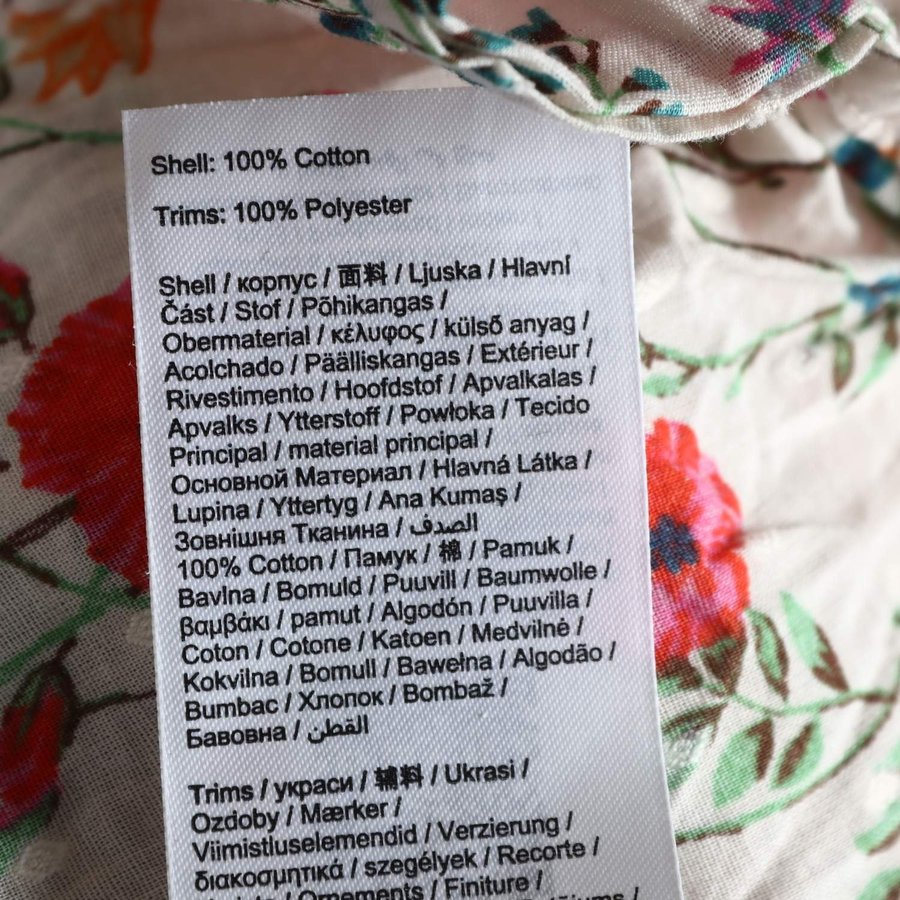 Shell: 100% Cotton
Trims: 100% Polyester
Shell / корпус / 面料 / Ljuska / Hlavní
Část / Stof / Põhikangas /
Obermaterial / κέλυφος / külső anyag /
Acolchado / Päälliskangas / Extérieur /
Rivestimento / Hoofdstof / Apvalkalas /
Apvalks / Ytterstoff / Powłoka / Tecido
Principal / material principal /
Основной Материал / Hlavná Látka /
Lupina / Yttertyg / Ana Kumaş /
Зовнішня Тканина / الصدف
100% Cotton / Памук / 棉 / Pamuk /
Bavlna / Bomuld / Puuvill / Baumwolle /
βαμβάκι / pamut / Algodón / Puuvilla /
Coton / Cotone / Katoen / Medvilnė /
Kokvilna / Bomull / Bawełna / Algodão /
Bumbac / Хлопок / Bombaž /
Бавовна / القطن
Trims / украси / 辅料 / Ukrasi /
Ozdoby / Mærker /
Viimistluselemendid / Verzierung /
διακοσμητικά / szegélyek / Recorte /
/ Ornements / Finiture /